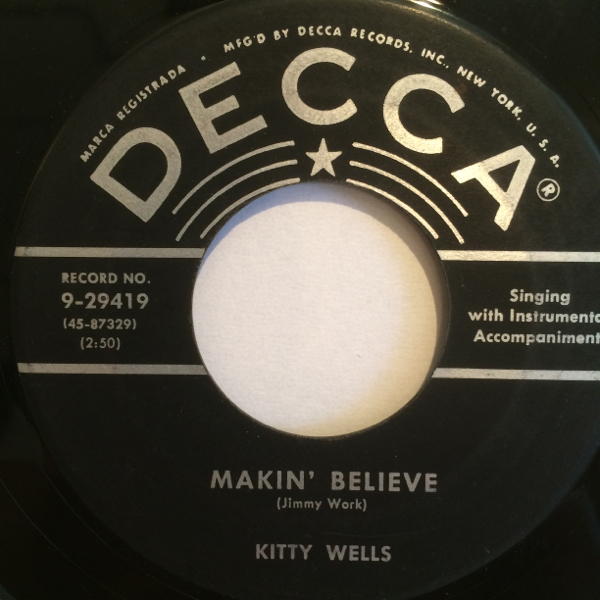 MARCA REGISTRADA • MFG'D BY DECCA RECORDS, INC., NEW YORK, U. S. A.
DECCA ®
RECORD NO.
9-29419
(45-87329)
(2:50)
Singing
with Instrumenta
Accompaniment
MAKIN' BELIEVE
(Jimmy Work)
KITTY WELLS